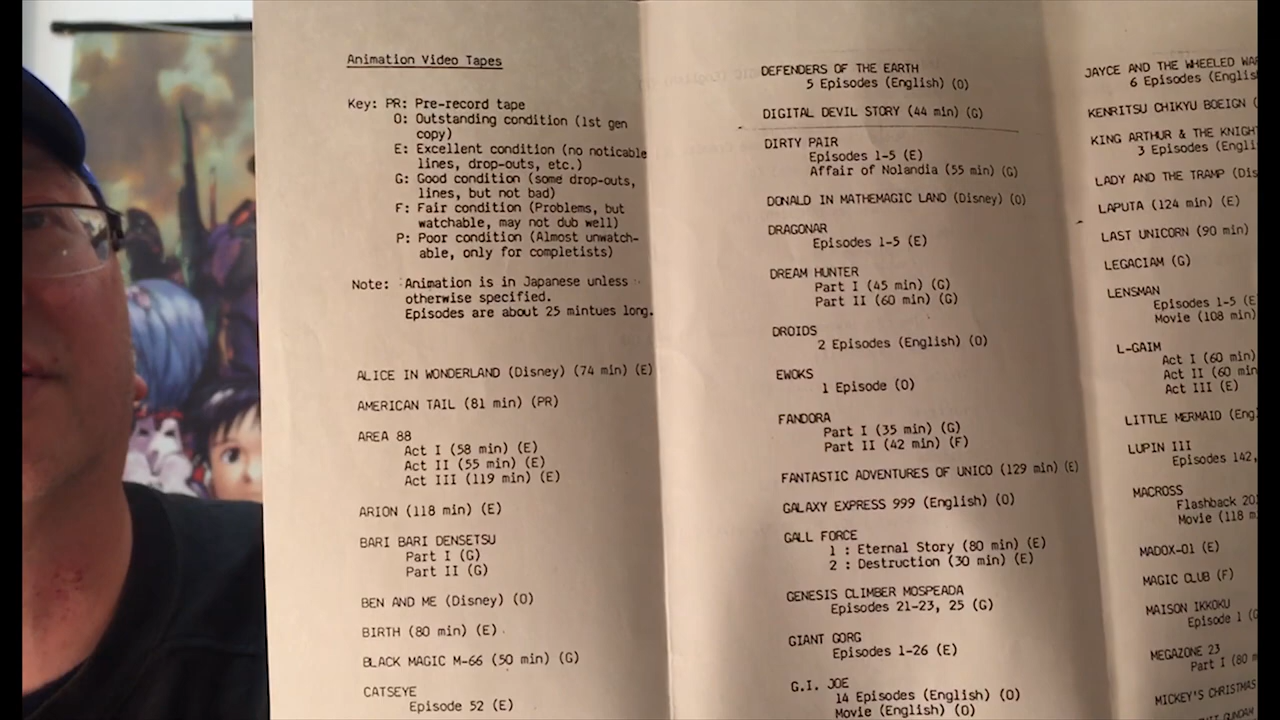 Animation Video Tapes
Key: PR: Pre-record tape
O: Outstanding condition (1st gen
copy)
E: Excellent condition (no noticable
lines, drop-outs, etc.)
G: Good condition (some drop-outs,
lines, but not bad)
F: Fair condition (Problems, but
watchable, may not dub well)
P: Poor condition (Almost unwatch-
able, only for completists)
Note: Animation is in Japanese unless
otherwise specified.
Episodes are about 25 mintues long.
ALICE IN WONDERLAND (Disney) (74 min) (E)
AMERICAN TAIL (81 min) (PR)
AREA 88
Act I (58 min) (E)
Act II (55 min) (E)
Act III (119 min) (E)
ARION (118 min) (E)
BARI BARI DENSETSU
Part I (G)
Part II (G)
BEN AND ME (Disney) (O)
BIRTH (80 min) (E)
BLACK MAGIC M-66 (50 min) (G)
CATSEYE
Episode 52 (E)
DEFENDERS OF THE EARTH
5 Episodes (English) (O)
DIGITAL DEVIL STORY (44 min) (G)
DIRTY PAIR
Episodes 1-5 (E)
Affair of Nolandia (55 min) (G)
DONALD IN MATHEMAGIC LAND (Disney) (O)
DRAGONAR
Episodes 1-5 (E)
DREAM HUNTER
Part I (45 min) (G)
Part II (60 min) (G)
DROIDS
2 Episodes (English) (O)
EWOKS
1 Episode (O)
FANDORA
Part I (35 min) (G)
Part II (42 min) (F)
FANTASTIC ADVENTURES OF UNICO (129 min) (E)
GALAXY EXPRESS 999 (English) (O)
GALL FORCE
1 : Eternal Story (80 min) (E)
2 : Destruction (30 min) (E)
GENESIS CLIMBER MOSPEADA
Episodes 21-23, 25 (G)
GIANT GORG
Episodes 1-26 (E)
G.I. JOE
14 Episodes (English) (O)
Movie (English) (O)
JAYCE AND THE WHEELED WA
6 Episodes (Englis
KENRITSU CHIKYU BOEIGN (
KING ARTHUR & THE KNIGH
3 Episodes (Engli
LADY AND THE TRAMP (Dis
LAPUTA (124 min) (E)
LAST UNICORN (90 min)
LEGACIAM (G)
LENSMAN
Episodes 1-5 (E
Movie (108 min)
L-GAIM
Act I (60 min)
Act II (60 min
Act III (E)
LITTLE MERMAID (Eng
LUPIN III
Episodes 142,
MACROSS
Flashback 20
Movie (118 m
MADOX-01 (E)
MAGIC CLUB (F)
MAISON IKKOKU
Episode 1 (
MEGAZONE 23
Part I (80 m
MICKEY'S CHRISTMAS
GUNDAM